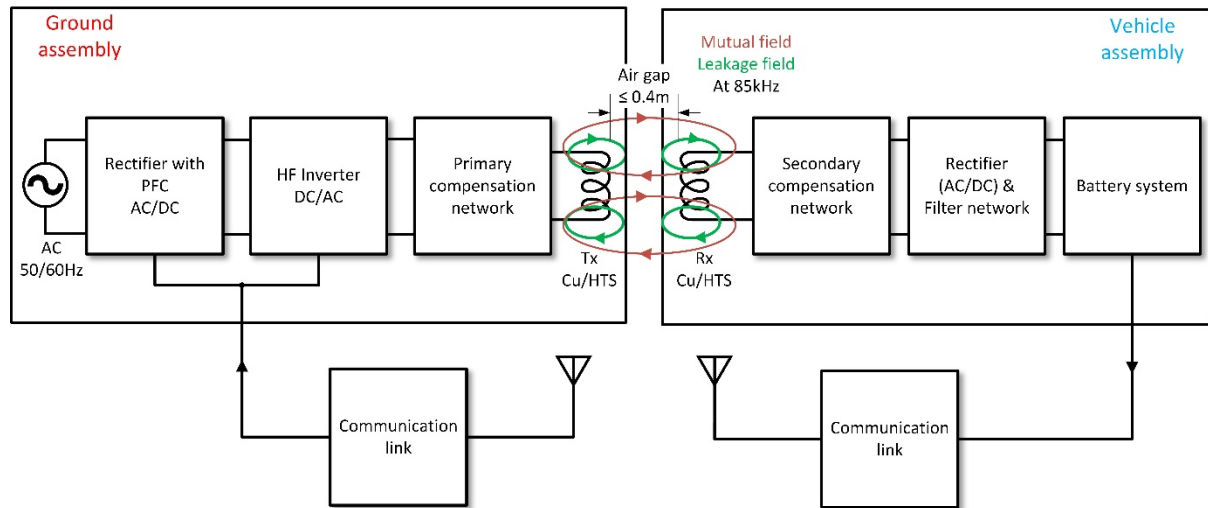 Ground
assembly
Vehicle
assembly
Mutual field
Leakage field
At 85kHz
Air gap
≤ 0.4m
Rectifier with
PFC
AC/DC
HF Inverter
DC/AC
Primary
compensation
network
Secondary
compensation
network
Rectifier
(AC/DC) &
Filter network
Battery system
AC
50/60Hz
Tx
Cu/HTS
Rx
Cu/HTS
Communication
link
Communication
link